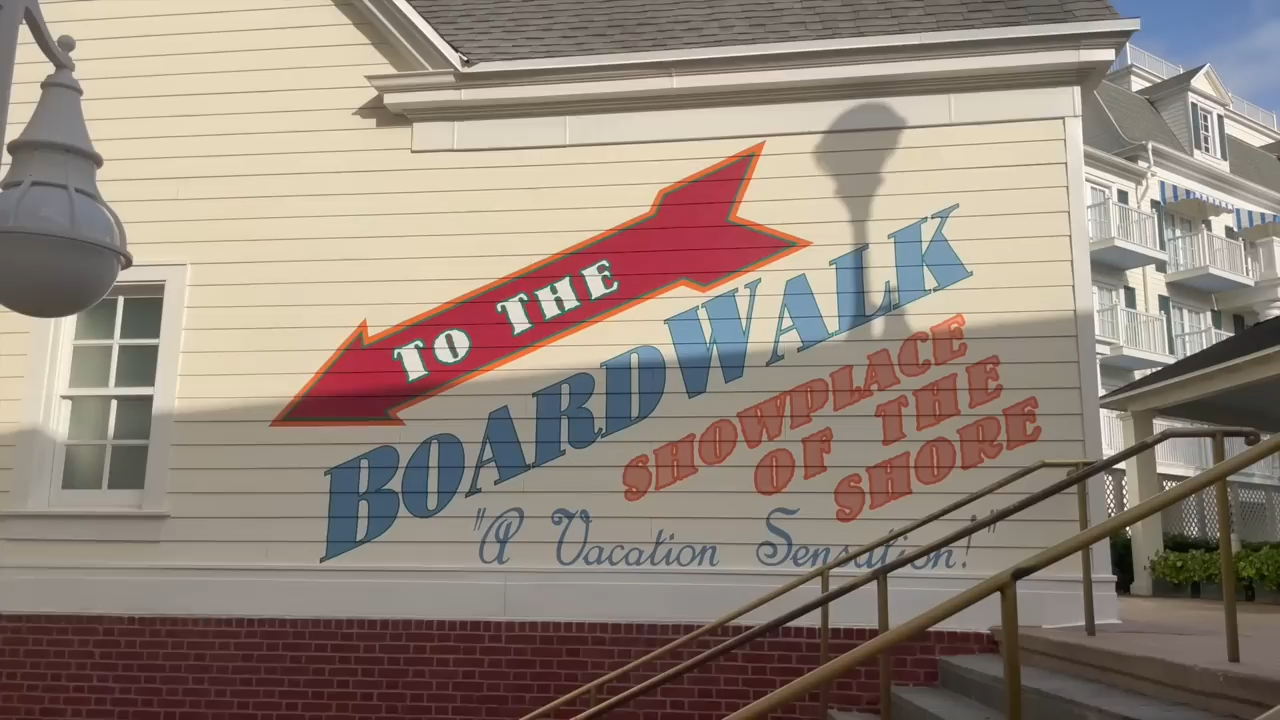 TO THE
BOARDWALK
SHOWPLACE
OF THE
SHORE
"A Vacation Sensation!"